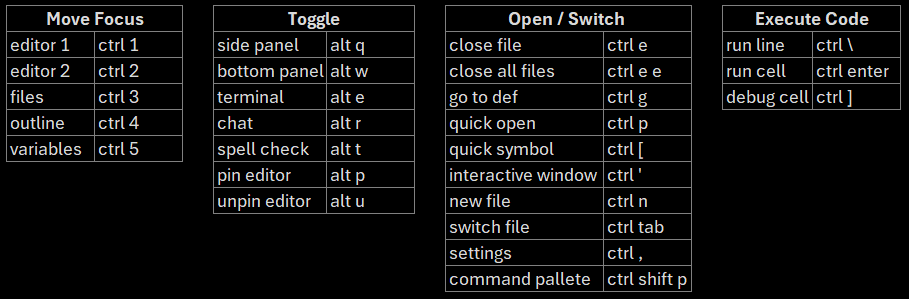 Move Focus
editor 1 ctrl 1
editor 2 ctrl 2
files ctrl 3
outline ctrl 4
variables ctrl 5
Toggle
side panel alt q
bottom panel alt w
terminal alt e
chat alt r
spell check alt t
pin editor alt p
unpin editor alt u
Open / Switch
close file ctrl e
close all files ctrl e e
go to def ctrl g
quick open ctrl p
quick symbol ctrl [
interactive window ctrl '
new file ctrl n
switch file ctrl tab
settings ctrl ,
command pallete ctrl shift p
Execute Code
run line ctrl \
run cell ctrl enter
debug cell ctrl ]